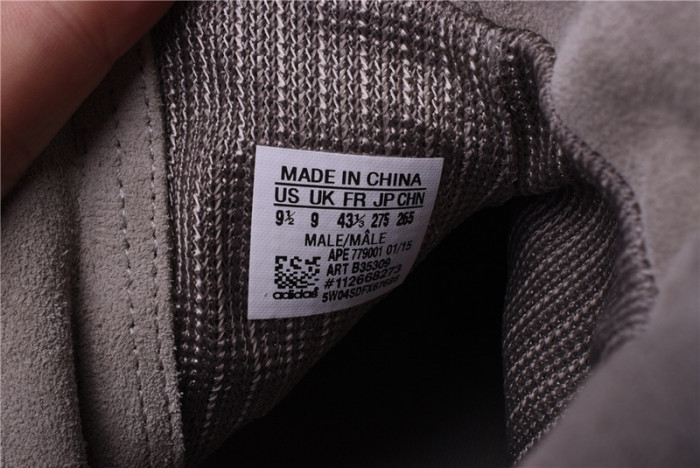 MADE IN CHINA
US UK FR JP CHN
9½ 9 43⅓ 275 265
MALE/MÂLE
APE 779001 01/15
ART B35309
#112668273
adidas